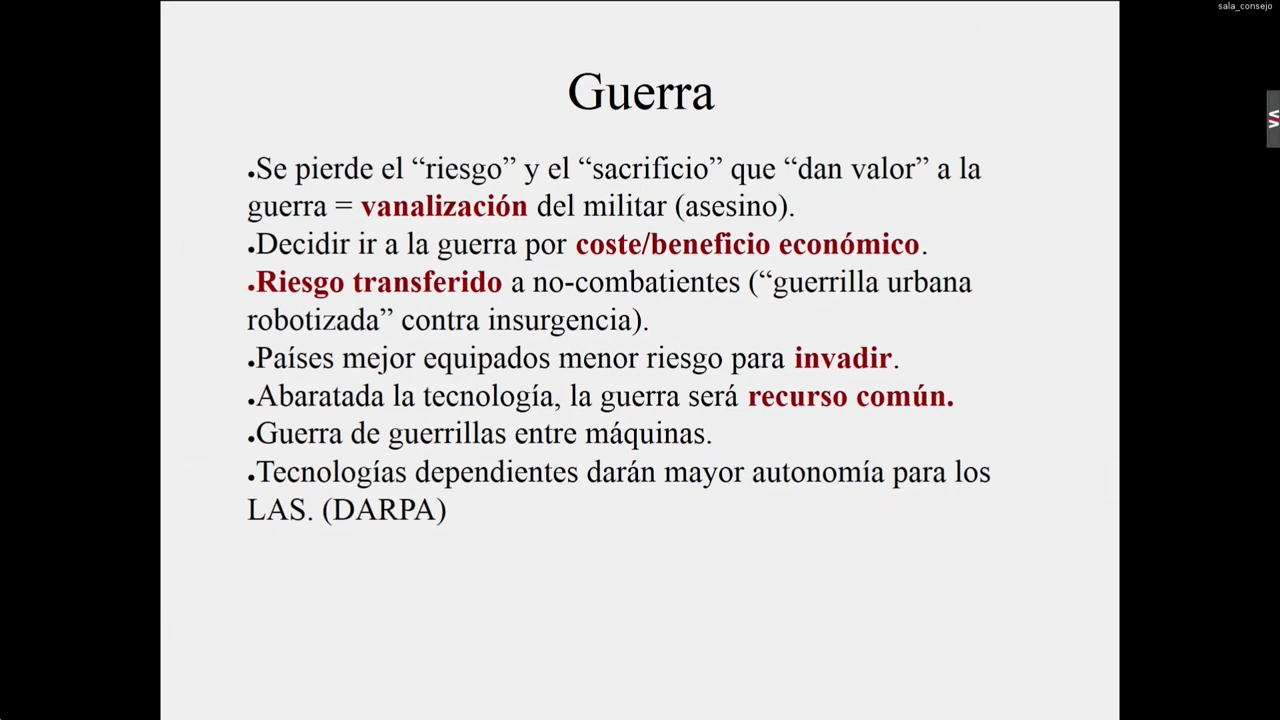 sala_consejo
Guerra
●Se pierde el “riesgo” y el “sacrificio” que “dan valor” a la
guerra = vanalización del militar (asesino).
●Decidir ir a la guerra por coste/beneficio económico.
●Riesgo transferido a no-combatientes (“guerrilla urbana
robotizada” contra insurgencia).
●Países mejor equipados menor riesgo para invadir.
●Abaratada la tecnología, la guerra será recurso común.
●Guerra de guerrillas entre máquinas.
●Tecnologías dependientes darán mayor autonomía para los
LAS. (DARPA)